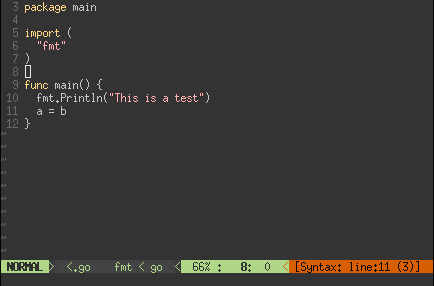 3 package main
4
5 import (
6   "fmt"
7 )
8
9 func main() {
10   fmt.Println("This is a test")
11   a = b
12 }
~
~
~
~
~
~
~
~
~
~
NORMAL <.go fmt < go < 66% : 8: 0 < [Syntax: line:11 (3)]